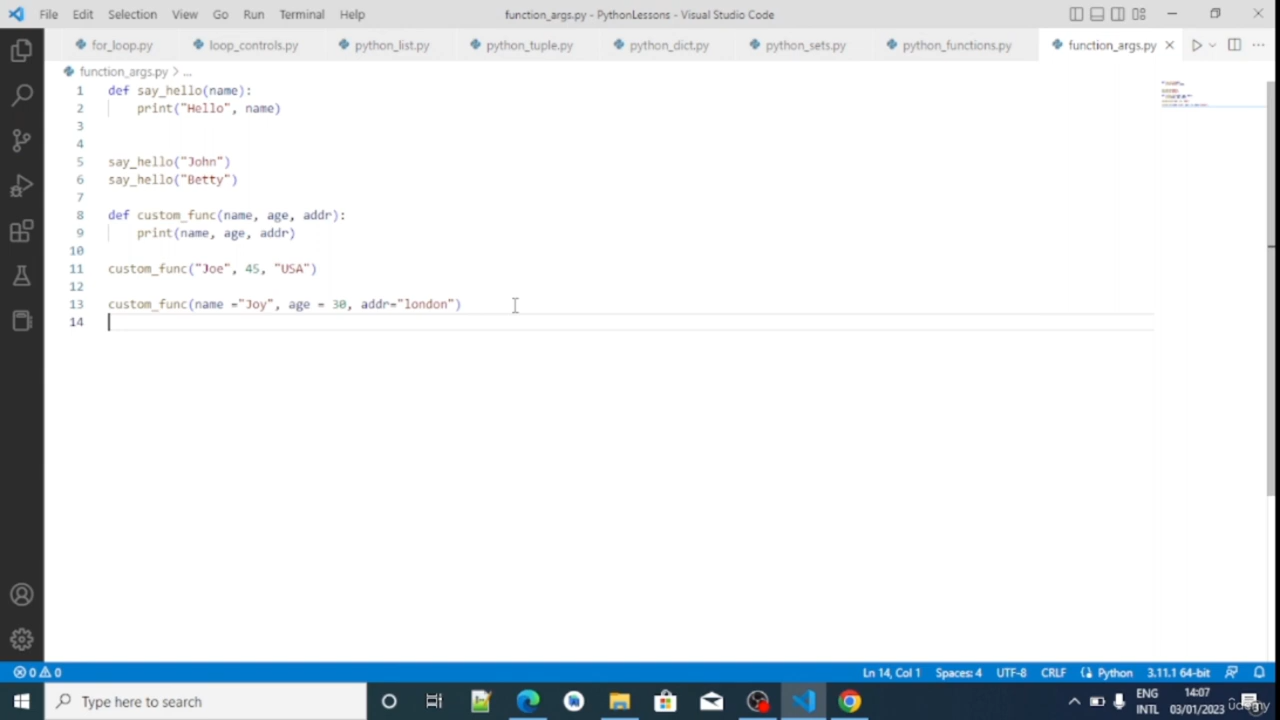 File Edit Selection View Go Run Terminal Help function_args.py - PythonLessons - Visual Studio Code
for_loop.py loop_controls.py python_list.py python_tuple.py python_dict.py python_sets.py python_functions.py function_args.py
function_args.py > ...
1 def say_hello(name):
2 print("Hello", name)
3
4
5 say_hello("John")
6 say_hello("Betty")
7
8 def custom_func(name, age, addr):
9 print(name, age, addr)
10
11 custom_func("Joe", 45, "USA")
12
13 custom_func(name ="Joy", age = 30, addr="london")
14
0 0 Ln 14, Col 1 Spaces: 4 UTF-8 CRLF Python 3.11.1 64-bit
Type here to search ENG INTL 14:07 03/01/2023
udemy